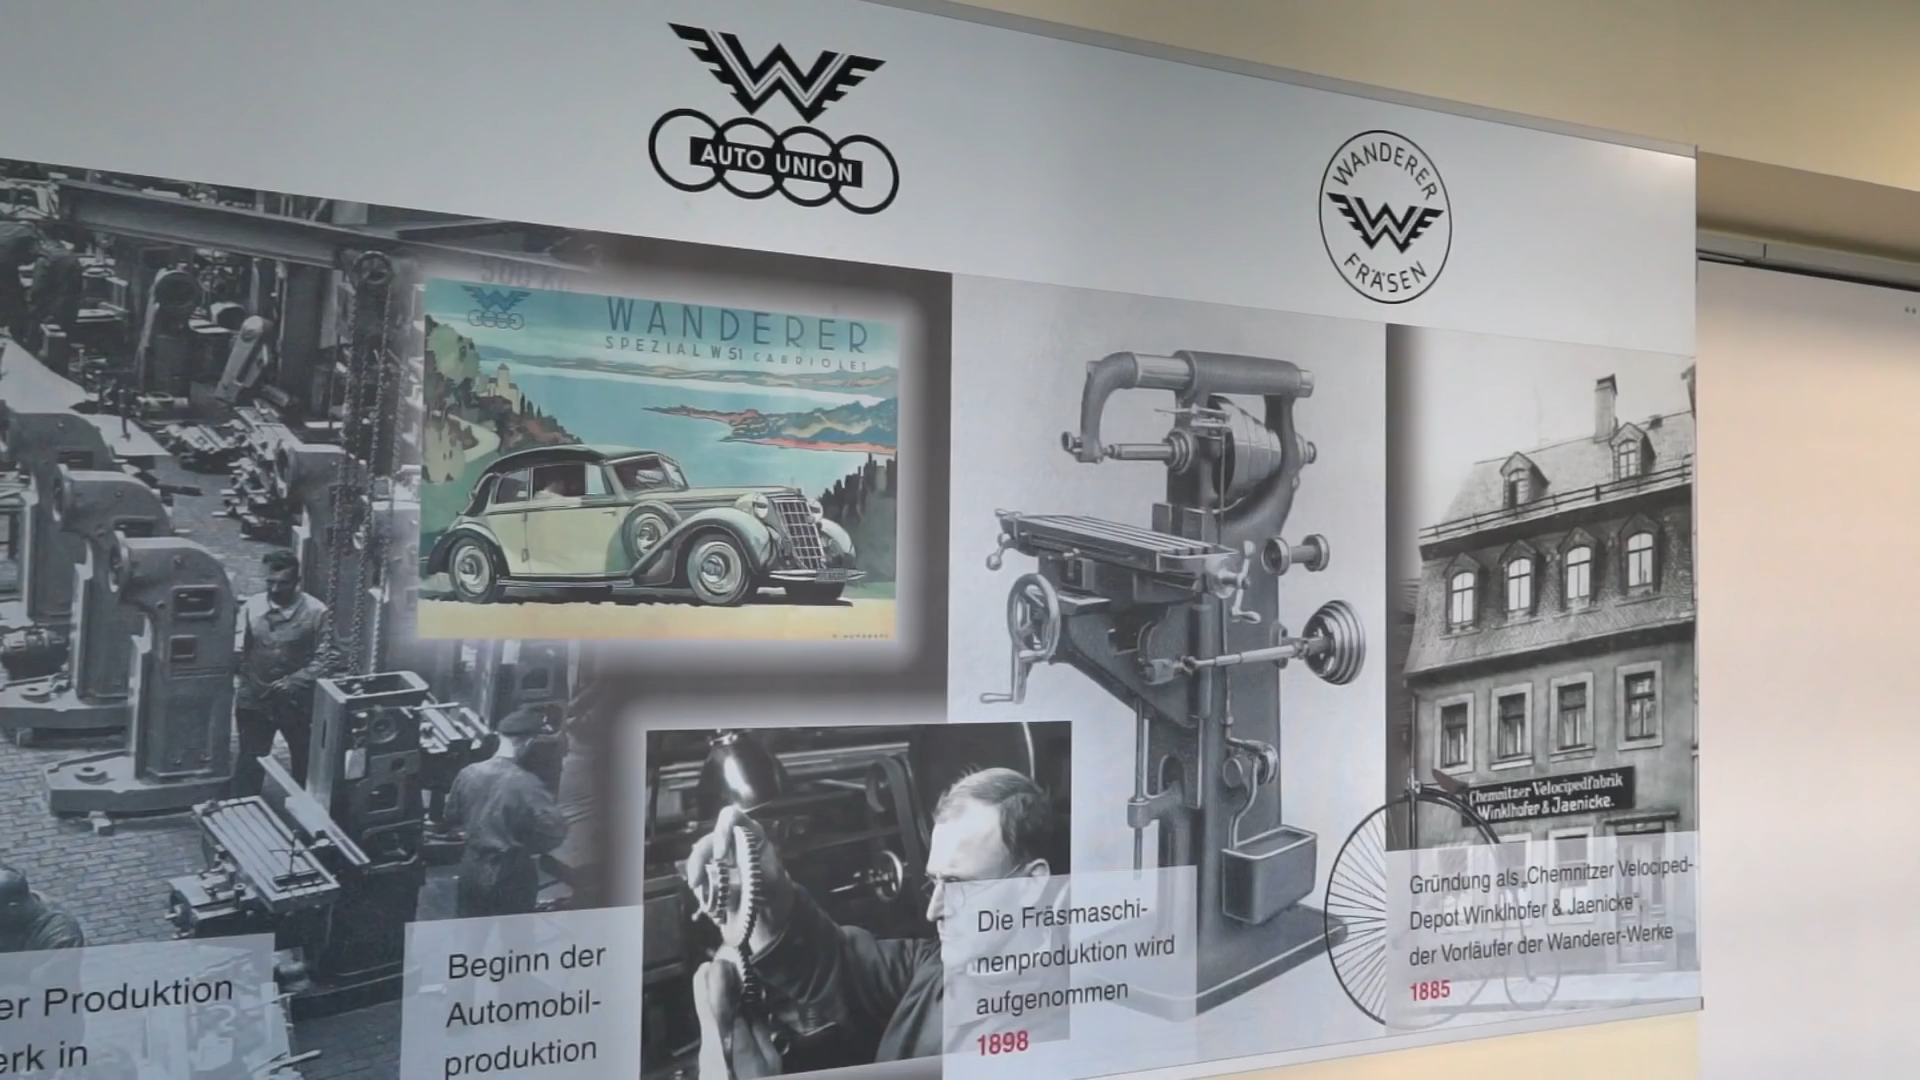 W
AUTO UNION
WANDERER
W
FRÄSEN
W
WANDERER
SPEZIAL W 51 CABRIOLET
Chemnitzer Velocipedfabrik
Winklhofer & Jaenicke.
er Produktion
erk in
Beginn der
Automobil-
produktion
Die Fräsmaschi-
nenproduktion wird
aufgenommen
1898
Gründung als „Chemnitzer Velociped-
Depot Winklhofer & Jaenicke“,
der Vorläufer der Wanderer-Werke
1885